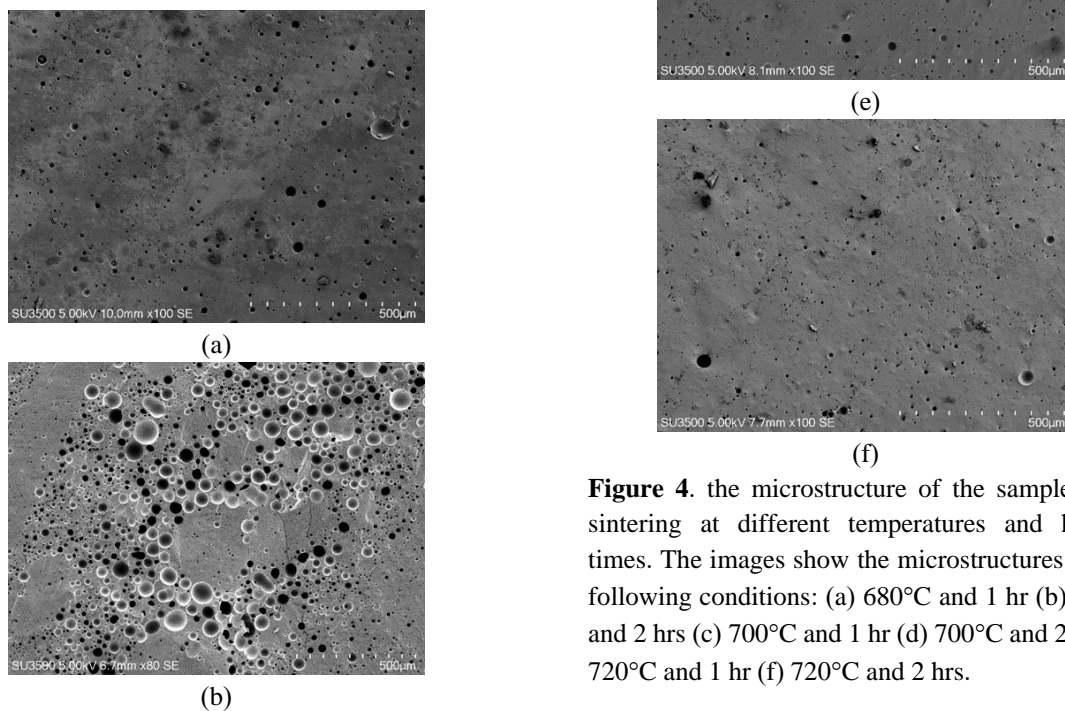 SU3500 5.00kV 10.0mm x100 SE 500µm
(a)
SU3500 5.00kV 6.7mm x80 SE 500µm
(b)
SU3500 5.00kV 8.1mm x100 SE 500µm
(e)
SU3500 5.00kV 7.7mm x100 SE 500µm
(f)
Figure 4. the microstructure of the sample
sintering at different temperatures and
times. The images show the microstructures
following conditions: (a) 680°C and 1 hr (b)
and 2 hrs (c) 700°C and 1 hr (d) 700°C and 2
720°C and 1 hr (f) 720°C and 2 hrs.